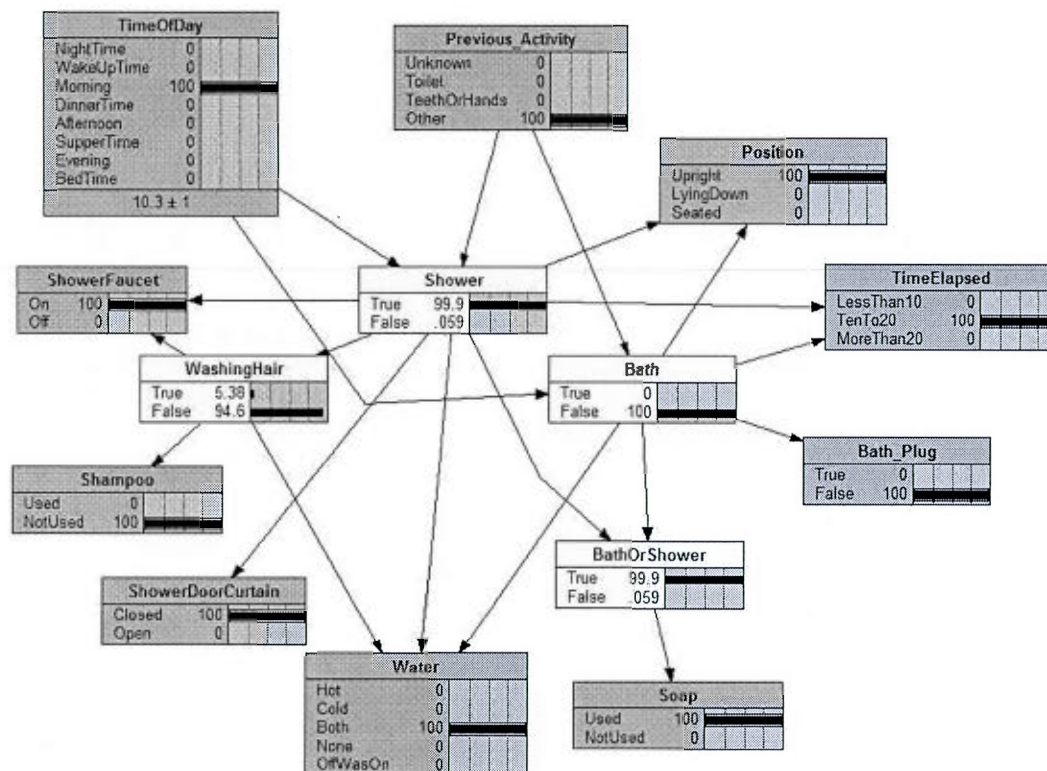 TimeOfDay
NightTime 0
WakeUpTime 0
Morning 100
DinnerTime 0
Afternoon 0
SupperTime 0
Evening 0
BedTime 0
10.3 ± 1
Previous_Activity
Unknown 0
Toilet 0
TeethOrHands 0
Other 100
Position
Upright 100
LyingDown 0
Seated 0
ShowerFaucet
On 100
Off 0
Shower
True 99.9
False .059
TimeElapsed
LessThan10 0
TenTo20 100
MoreThan20 0
WashingHair
True 5.38
False 94.6
Bath
True 0
False 100
Bath_Plug
True 0
False 100
Shampoo
Used 0
NotUsed 100
BathOrShower
True 99.9
False .059
ShowerDoorCurtain
Closed 100
Open 0
Water
Hot 0
Cold 0
Both 100
None 0
OffWasOn 0
Soap
Used 100
NotUsed 0